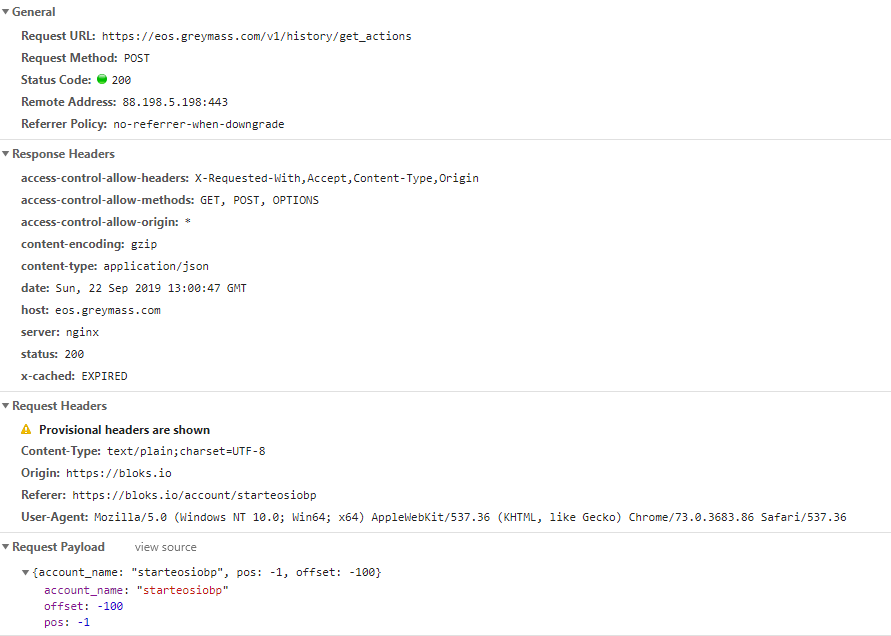 General
Request URL: https://eos.greymass.com/v1/history/get_actions
Request Method: POST
Status Code: 200
Remote Address: 88.198.5.198:443
Referrer Policy: no-referrer-when-downgrade
Response Headers
access-control-allow-headers: X-Requested-With,Accept,Content-Type,Origin
access-control-allow-methods: GET, POST, OPTIONS
access-control-allow-origin: *
content-encoding: gzip
content-type: application/json
date: Sun, 22 Sep 2019 13:00:47 GMT
host: eos.greymass.com
server: nginx
status: 200
x-cached: EXPIRED
Request Headers
Provisional headers are shown
Content-Type: text/plain;charset=UTF-8
Origin: https://bloks.io
Referer: https://bloks.io/account/starteosiobp
User-Agent: Mozilla/5.0 (Windows NT 10.0; Win64; x64) AppleWebKit/537.36 (KHTML, like Gecko) Chrome/73.0.3683.86 Safari/537.36
Request Payload view source
{account_name: "starteosiobp", pos: -1, offset: -100}
account_name: "starteosiobp"
offset: -100
pos: -1